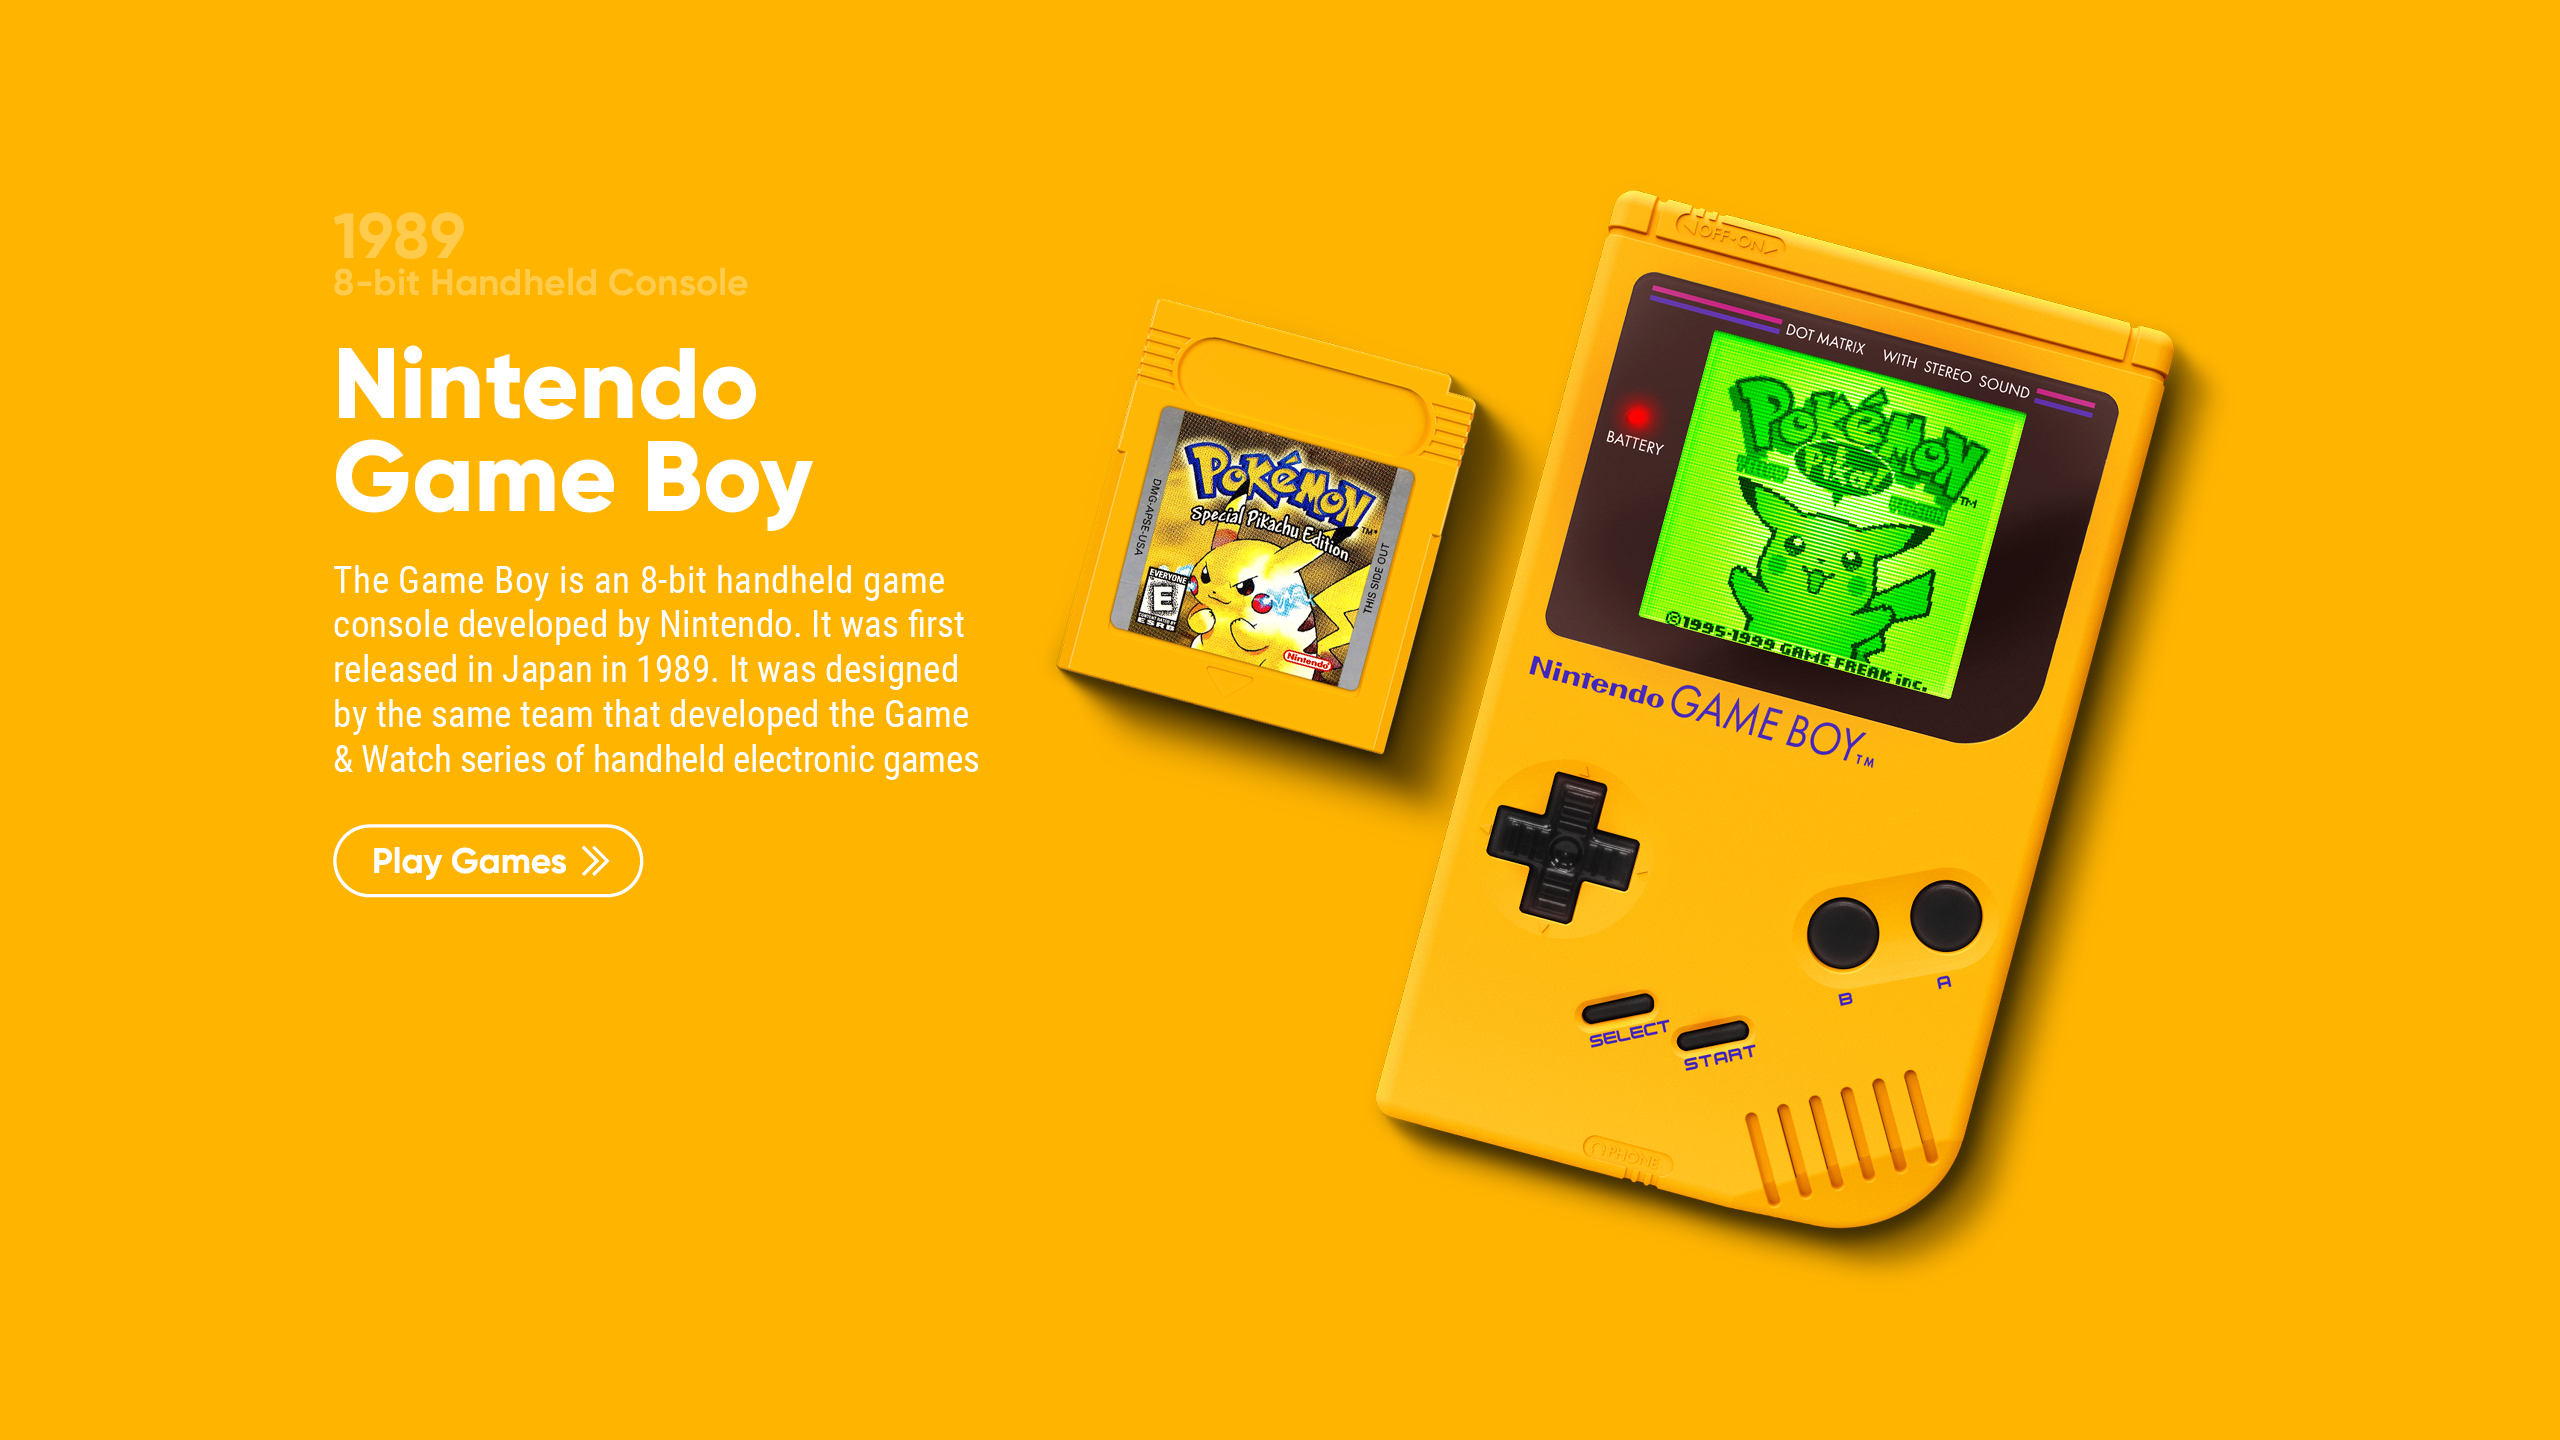 1989
8-bit Handheld Console
Nintendo
Game Boy
The Game Boy is an 8-bit handheld game
console developed by Nintendo. It was first
released in Japan in 1989. It was designed
by the same team that developed the Game
& Watch series of handheld electronic games
Play Games
POKéMON TM
Special Pikachu Edition
DMG-APSE-USA
THIS SIDE OUT
EVERYONE
E
ESRB
Nintendo
OFF•ON
DOT MATRIX WITH STEREO SOUND
BATTERY
POKéMON TM
©1995-1999 GAME FREAK inc.
Nintendo GAME BOY TM
B
A
SELECT
START
PHONE